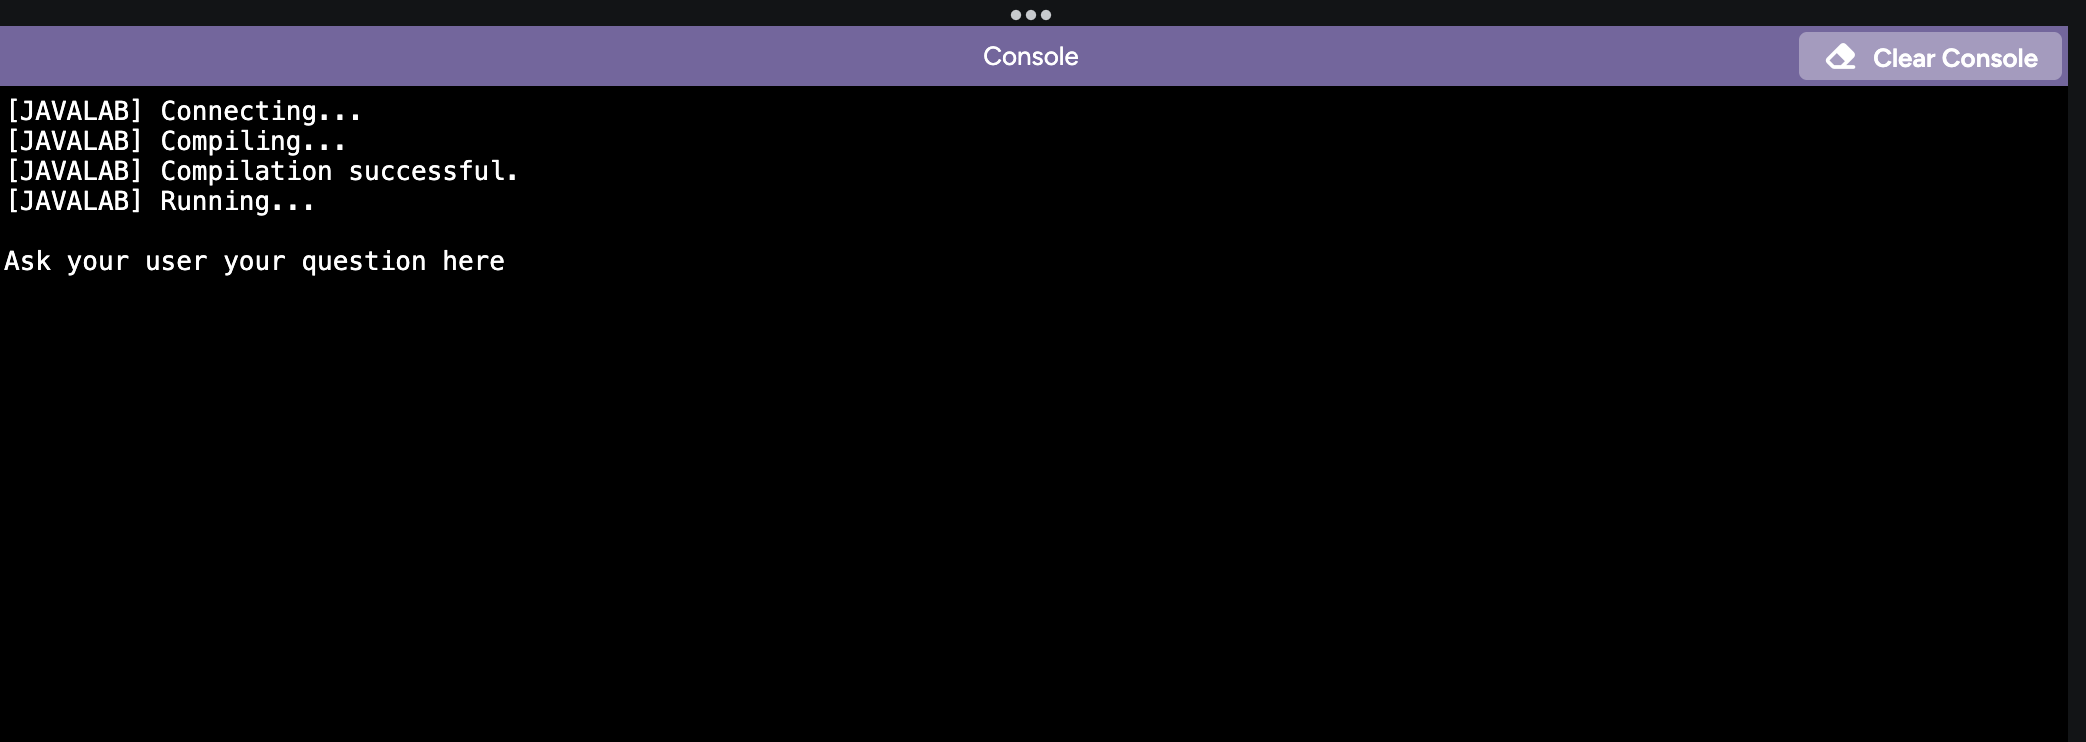 Console
Clear Console
[JAVALAB] Connecting...
[JAVALAB] Compiling...
[JAVALAB] Compilation successful.
[JAVALAB] Running...
Ask your user your question here